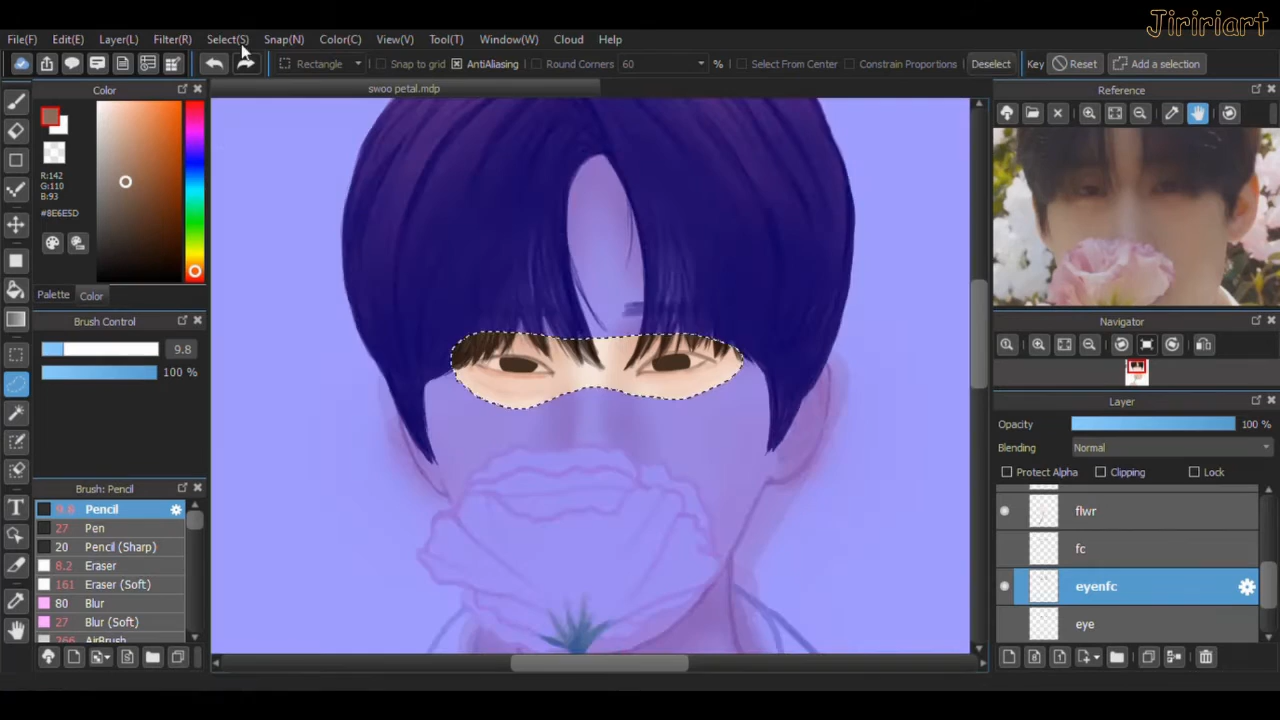 Jiririart
File(F) Edit(E) Layer(L) Filter(R) Select(S) Snap(N) Color(C) View(V) Tool(T) Window(W) Cloud Help
Rectangle Snap to grid AntiAliasing Round Corners 60 % Select From Center Constrain Proportions Deselect Key Reset Add a selection
Color
swoo petal.mdp
Reference
R:142
G:110
B:93
#8E6E5D
Palette Color
Brush Control
9.8
100 %
Navigator
Layer
Opacity 100 %
Blending Normal
Protect Alpha Clipping Lock
Brush: Pencil
9.8 Pencil
27 Pen
20 Pencil (Sharp)
8.2 Eraser
161 Eraser (Soft)
80 Blur
27 Blur (Soft)
266 AirBrush
flwr
fc
eyenfc
eye